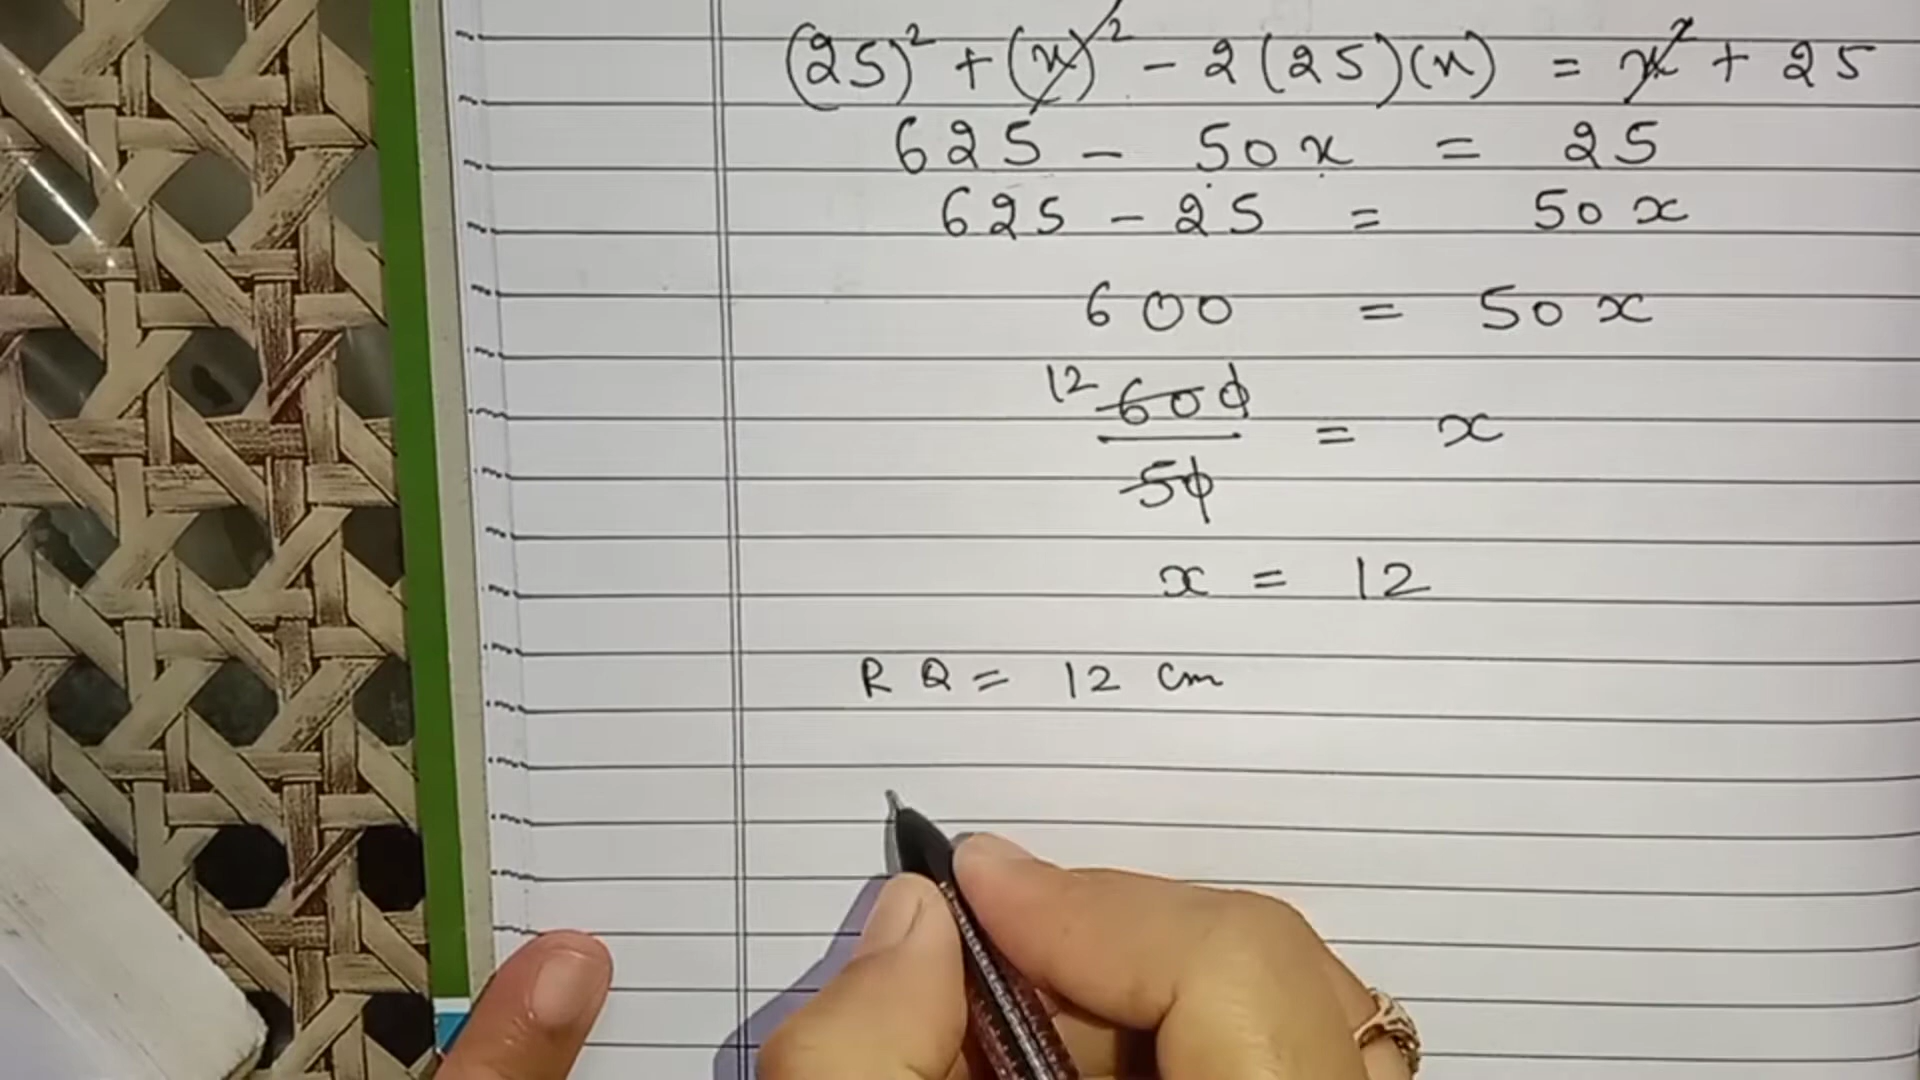 (25)² + (x)² - 2(25)(x) = x² + 25
625 - 50x = 25
625 - 25 = 50x
600 = 50x
12
600/50 = x
x = 12
RQ = 12 cm